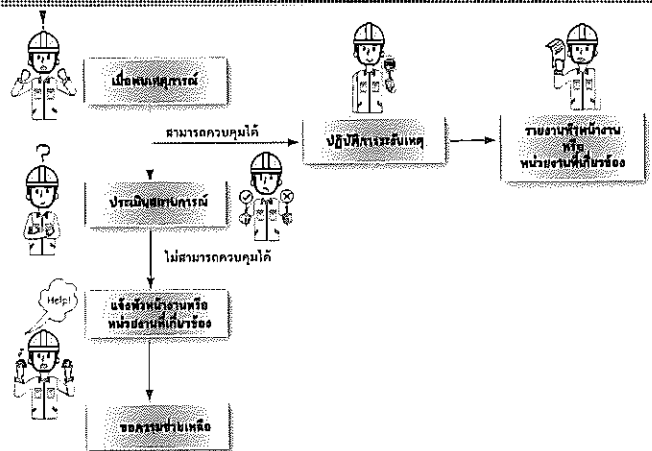 เมื่อพบเหตุการณ์
สามารถควบคุมได้
ปฏิบัติการระงับเหตุ
รายงานหัวหน้างาน
หรือ
หน่วยงานที่เกี่ยวข้อง
ประเมินสถานการณ์
ไม่สามารถควบคุมได้
Help!
แจ้งหัวหน้างานหรือ
หน่วยงานที่เกี่ยวข้อง
ขอความช่วยเหลือ